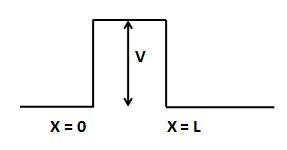 V
X = 0
X = L